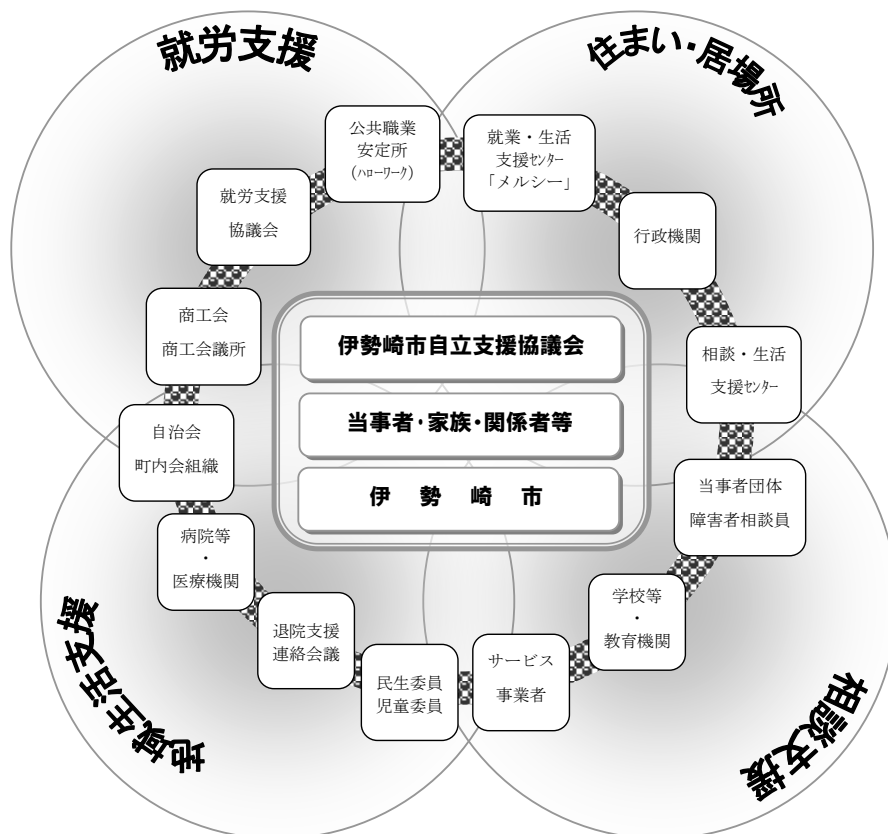 就労支援
住まい・居場所
公共職業
安定所
(ﾊﾛｰﾜｰｸ)
就業・生活
支援ｾﾝﾀｰ
「メルシー」
就労支援
協議会
行政機関
商工会
商工会議所
相談・生活
支援ｾﾝﾀｰ
伊勢崎市自立支援協議会
当事者・家族・関係者等
伊勢崎市
自治会
町内会組織
当事者団体
障害者相談員
病院等
・
医療機関
学校等
・
教育機関
退院支援
連絡会議
民生委員
児童委員
サービス
事業者
地域生活支援
相談支援